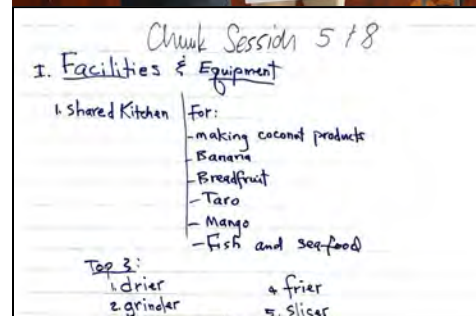 Chuuk Session 5 / 8
I. Facilities & Equipment
1. Shared Kitchen
For:
- making coconot products
- Banana
- Breadfruit
- Taro
- Mango
- Fish and seafood
Top 3:
1. drier
2. grinder
4. frier
5. slicer